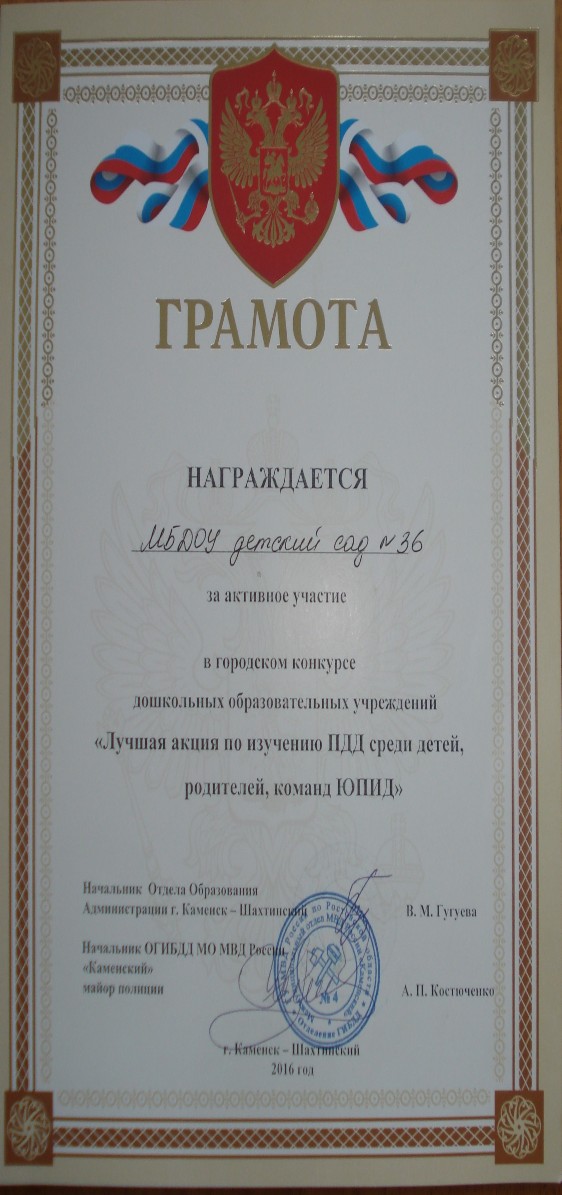 ГРАМОТА
НАГРАЖДАЕТСЯ
МБДОУ детский сад №36
за активное участие
в городском конкурсе
дошкольных образовательных учреждений
«Лучшая акция по изучению ПДД среди детей,
родителей, команд ЮПИД»
Начальник Отдела Образования
Администрации г. Каменск – Шахтинский В. М. Гугуева
Начальник ОГИБДД МО МВД России
«Каменский»
майор полиции А. П. Костюченко
№ 4
г. Каменск – Шахтинский
2016 год